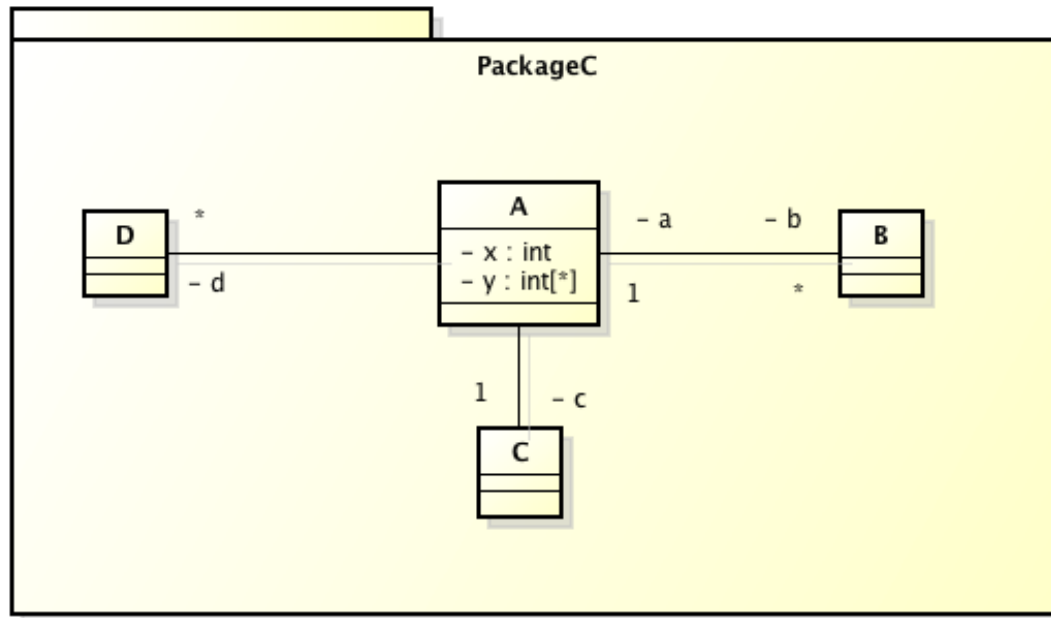 PackageC
D
*
- d
A
- x : int
- y : int[*]
- a
- b
1
*
B
1
- c
C